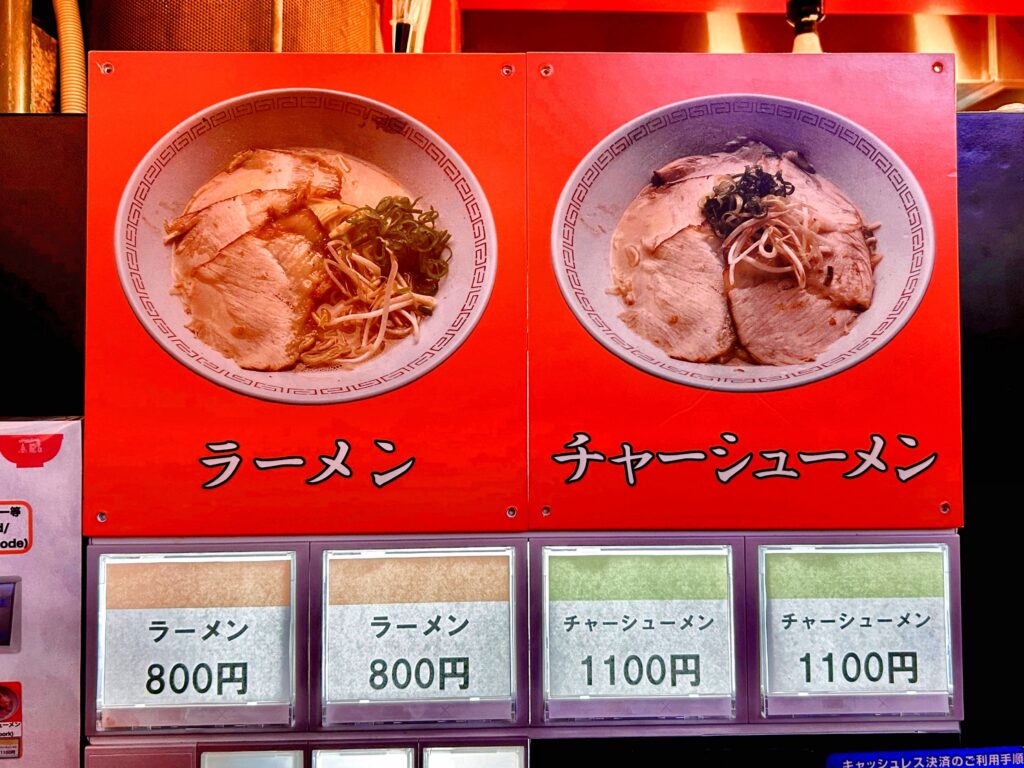 ラーメン
チャーシューメン
ラーメン
800円
ラーメン
800円
チャーシューメン
1100円
チャーシューメン
1100円
ー等
ode)
キャッシュレス決済のご利用手順